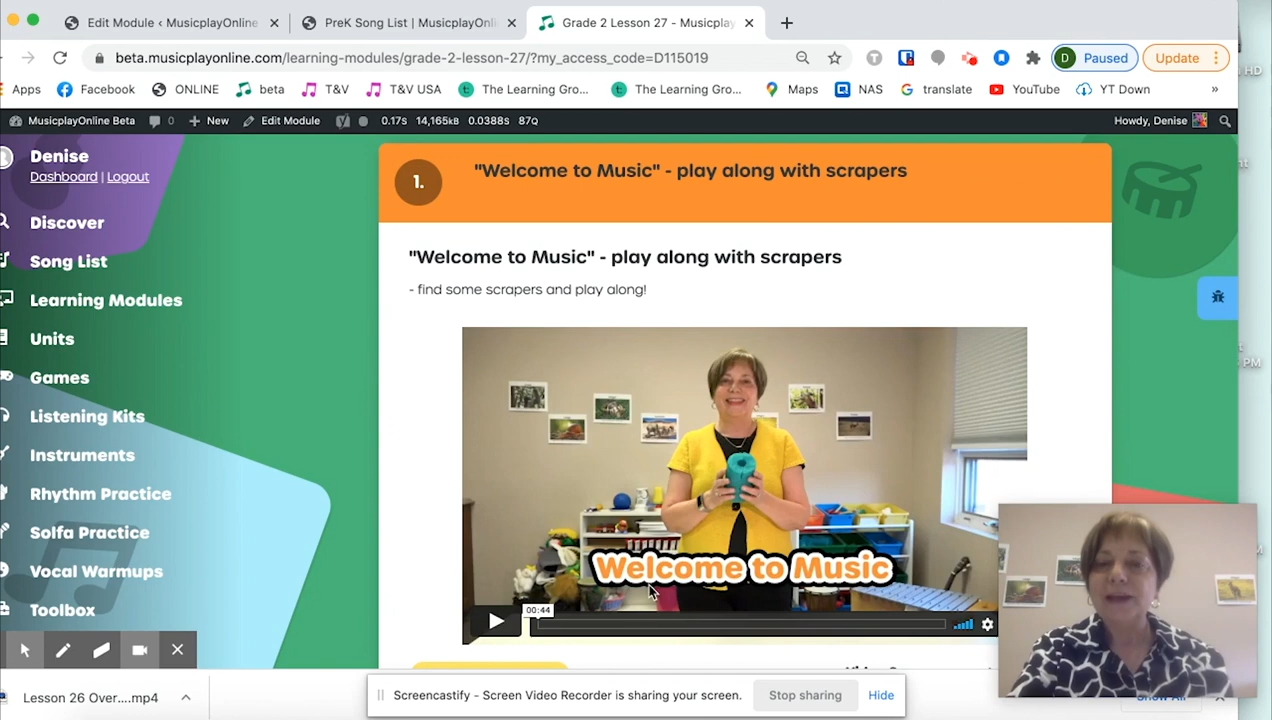 Edit Module ‹ MusicplayOnline
PreK Song List | MusicplayOnli
Grade 2 Lesson 27 - Musicplay
beta.musicplayonline.com/learning-modules/grade-2-lesson-27/?my_access_code=D115019
D Paused
Update
Apps
Facebook
ONLINE
beta
T&V
T&V USA
The Learning Gro...
The Learning Gro...
Maps
NAS
translate
YouTube
YT Down
»
MusicplayOnline Beta
0
New
Edit Module
0.17s 14,165kB 0.0388s 87Q
Howdy, Denise
Denise
Dashboard | Logout
Discover
Song List
Learning Modules
Units
Games
Listening Kits
Instruments
Rhythm Practice
Solfa Practice
Vocal Warmups
Toolbox
1.
"Welcome to Music" - play along with scrapers
"Welcome to Music" - play along with scrapers
- find some scrapers and play along!
Welcome to Music
00:44
HD
PM
Lesson 26 Over....mp4
Screencastify - Screen Video Recorder is sharing your screen.
Stop sharing
Hide
Show All